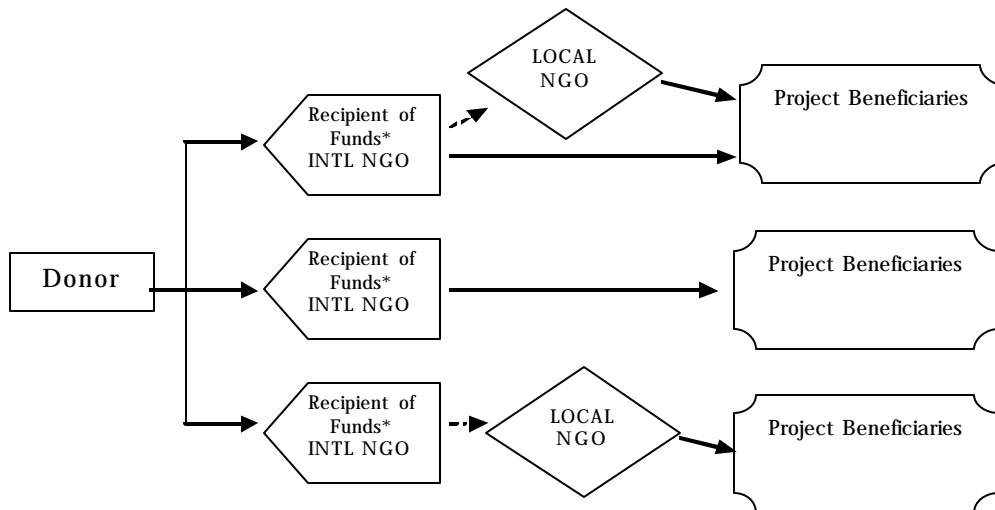 LOCAL
NGO
Recipient of
Funds*
INTL NGO
Project Beneficiaries
Donor
Recipient of
Funds*
INTL NGO
Project Beneficiaries
Recipient of
Funds*
INTL NGO
LOCAL
NGO
Project Beneficiaries